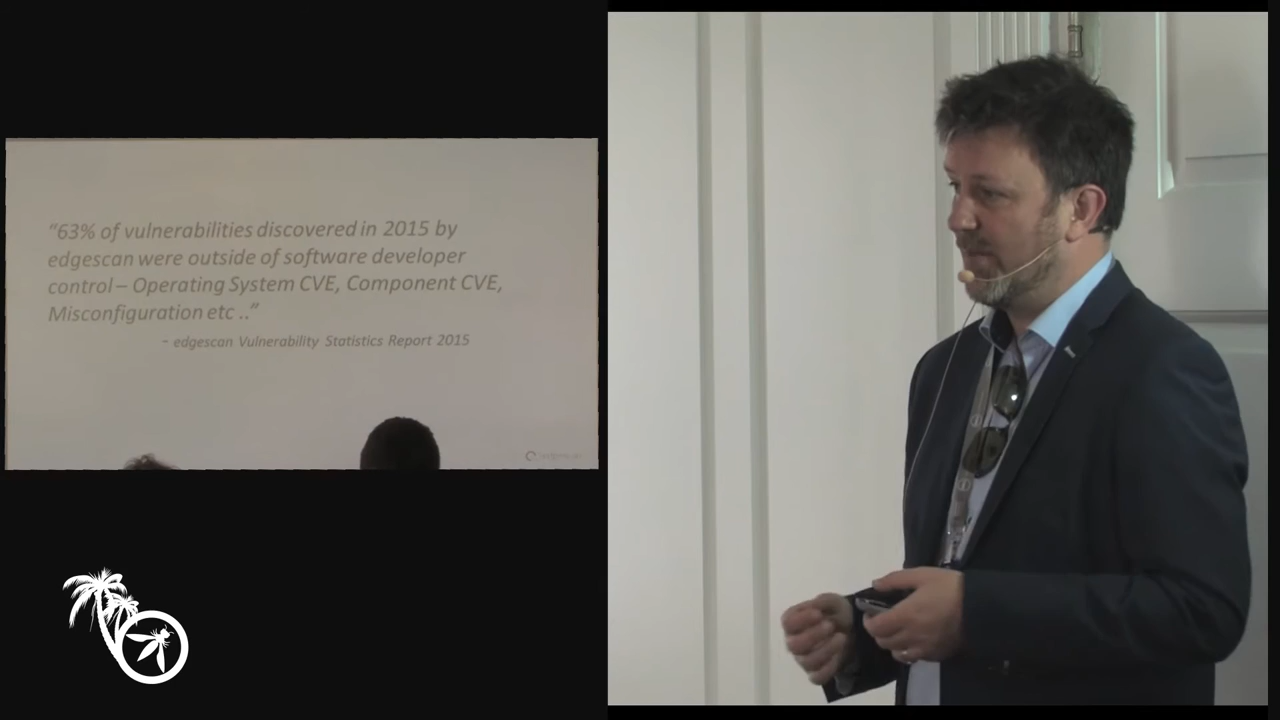 “63% of vulnerabilities discovered in 2015 by
edgescan were outside of software developer
control – Operating System CVE, Component CVE,
Misconfiguration etc ..”
– edgescan Vulnerability Statistics Report 2015